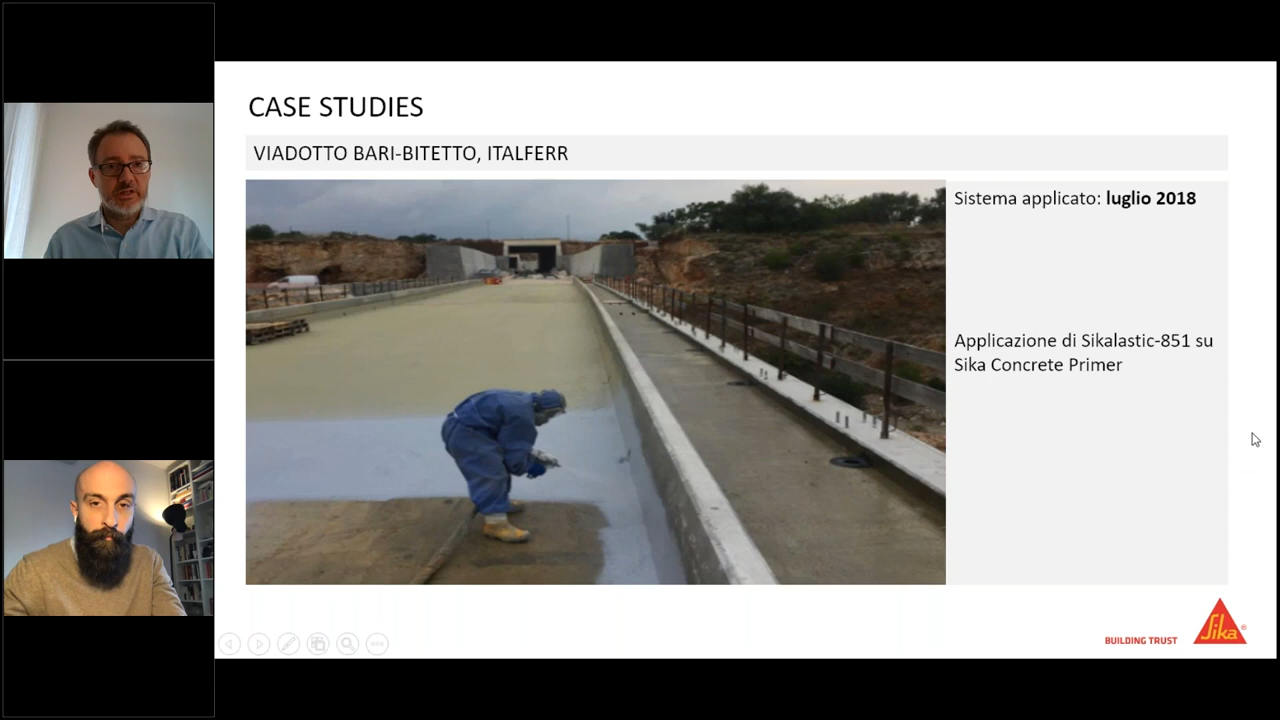 CASE STUDIES
VIADOTTO BARI-BITETTO, ITALFERR
Sistema applicato: luglio 2018
Applicazione di Sikalastic-851 su
Sika Concrete Primer
BUILDING TRUST
Sika®